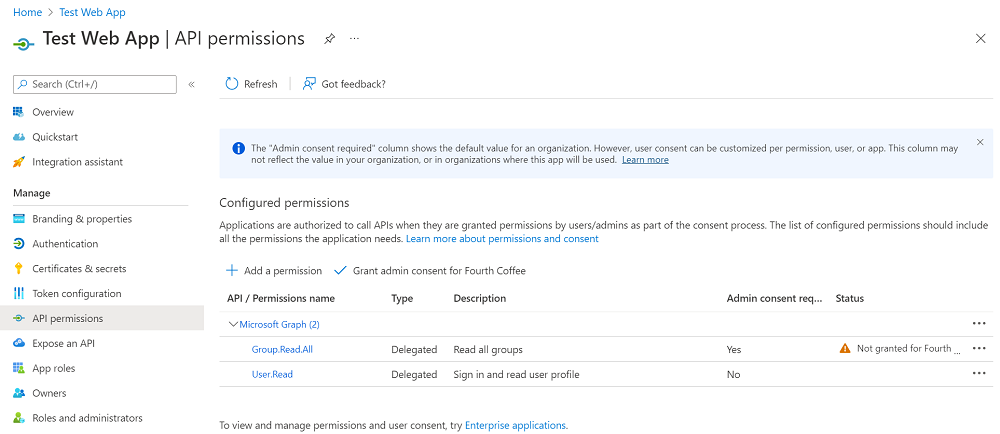 Home > Test Web App
Test Web App | API permissions
Search (Ctrl+/)
«
Refresh
Got feedback?
Overview
Quickstart
Integration assistant
Manage
Branding & properties
Authentication
Certificates & secrets
Token configuration
API permissions
Expose an API
App roles
Owners
Roles and administrators
The "Admin consent required" column shows the default value for an organization. However, user consent can be customized per permission, user, or app. This column may
not reflect the value in your organization, or in organizations where this app will be used. Learn more
Configured permissions
Applications are authorized to call APIs when they are granted permissions by users/admins as part of the consent process. The list of configured permissions should include
all the permissions the application needs. Learn more about permissions and consent
Add a permission Grant admin consent for Fourth Coffee
API / Permissions name Type Description Admin consent req... Status
Microsoft Graph (2)
Group.Read.All Delegated Read all groups Yes Not granted for Fourth ...
User.Read Delegated Sign in and read user profile No
To view and manage permissions and user consent, try Enterprise applications.